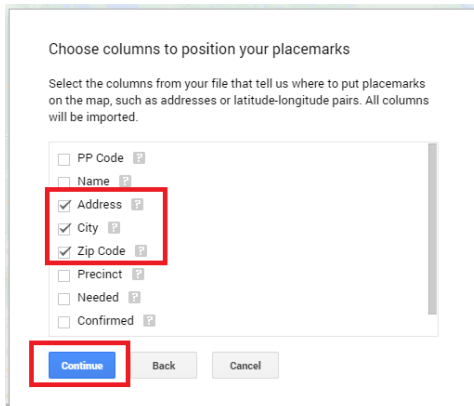 Choose columns to position your placemarks
Select the columns from your file that tell us where to put placemarks
on the map, such as addresses or latitude-longitude pairs. All columns
will be imported.
PP Code ?
Name ?
Address ?
City ?
Zip Code ?
Precinct ?
Needed ?
Confirmed ?
Continue Back Cancel